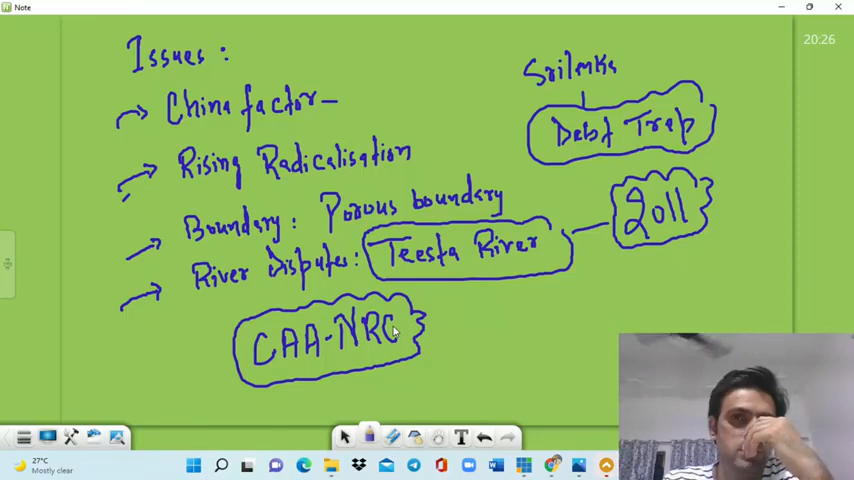 Note
20:26
Issues :
China factor -
Rising Radicalisation
Boundary : Porous boundary
River Disputes : Teesta River
2011
CAA-NRC
Srilanka
Debt Trap
27°C
Mostly clear